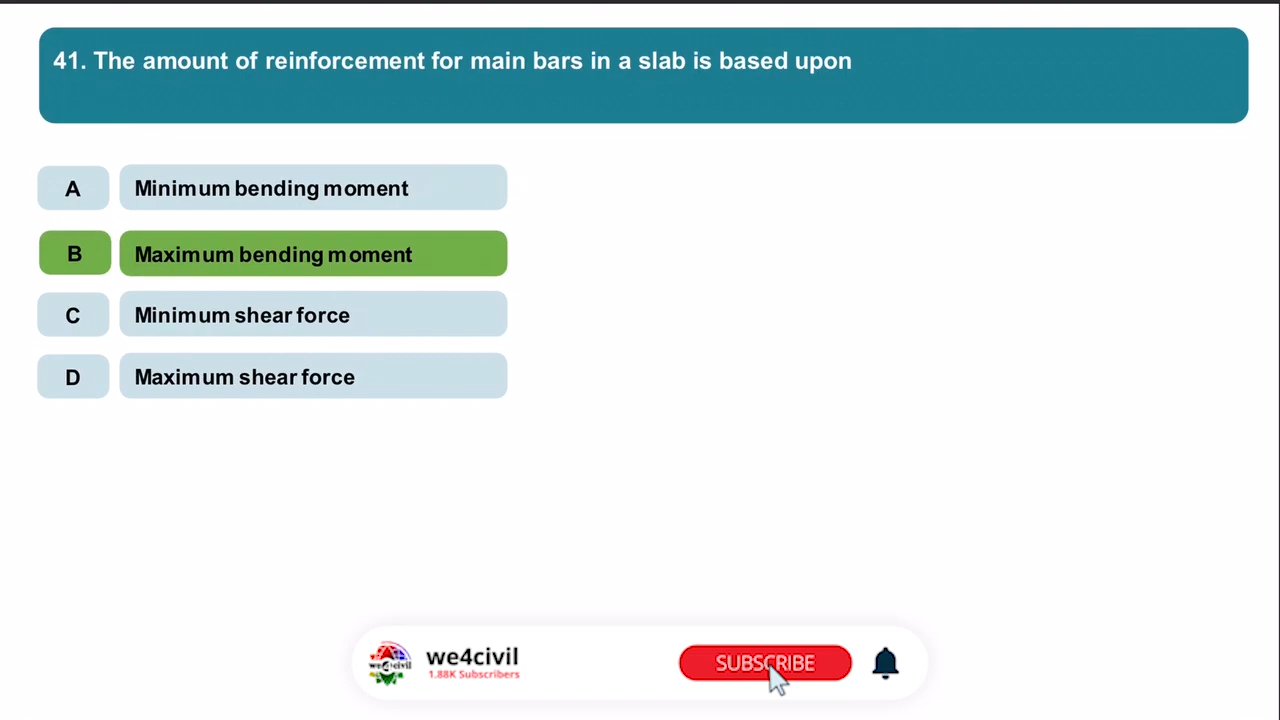 41. The amount of reinforcement for main bars in a slab is based upon
A Minimum bending moment
B Maximum bending moment
C Minimum shear force
D Maximum shear force
we4civil
we4civil
1.88K Subscribers
SUBSCRIBE